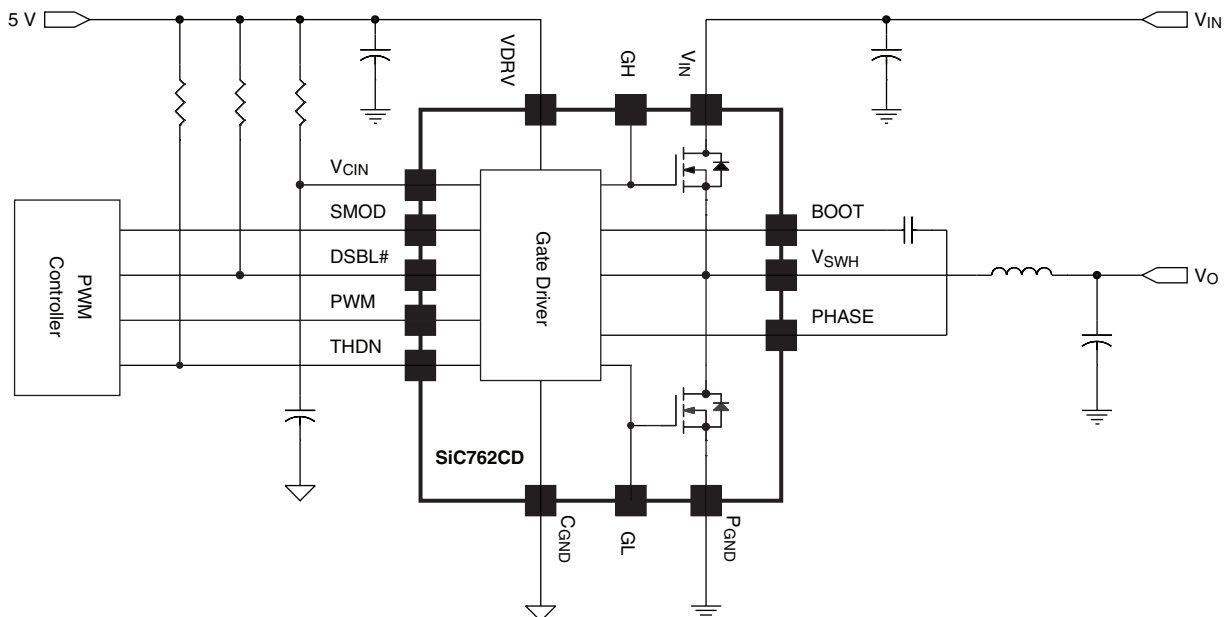 5 V
VIN
VDRV
GH
VIN
VCIN
SMOD
DSBL#
PWM
THDN
PWM
Controller
Gate Driver
BOOT
VSWH
PHASE
VO
SiC762CD
CGND
GL
PGND